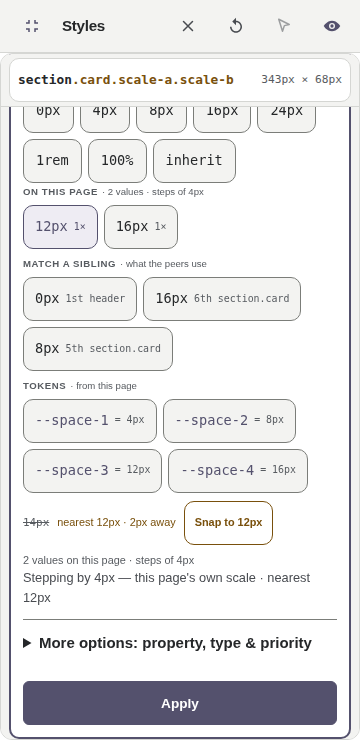 Styles
section.card.scale-a.scale-b 343px × 68px
0px 4px 8px 16px 24px
1rem 100% inherit
ON THIS PAGE · 2 values · steps of 4px
12px 1× 16px 1×
MATCH A SIBLING · what the peers use
0px 1st header 16px 6th section.card
8px 5th section.card
TOKENS · from this page
--space-1 = 4px --space-2 = 8px
--space-3 = 12px --space-4 = 16px
14px nearest 12px · 2px away Snap to 12px
2 values on this page · steps of 4px
Stepping by 4px — this page's own scale · nearest
12px
More options: property, type & priority
Apply